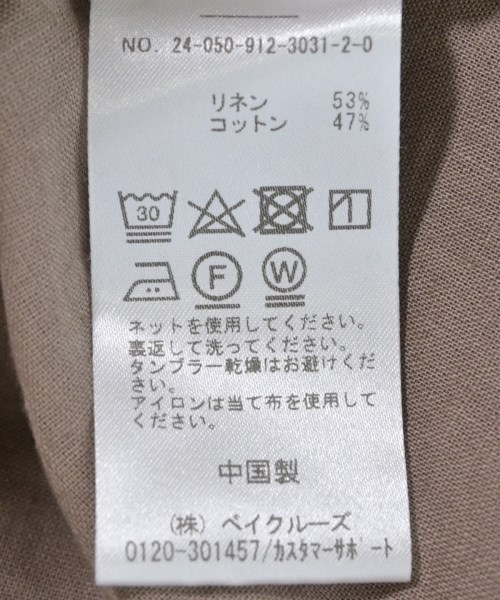 NO. 24-050-912-3031-2-0
リネン 53%
コットン 47%
30
F W
ネットを使用してください。
裏返して洗ってください。
タンブラー乾燥はお避けくだ
さい。
アイロンは当て布を使用して
ください。
中国製
(株) ベイクルーズ
0120-301457/カスタマーサポート